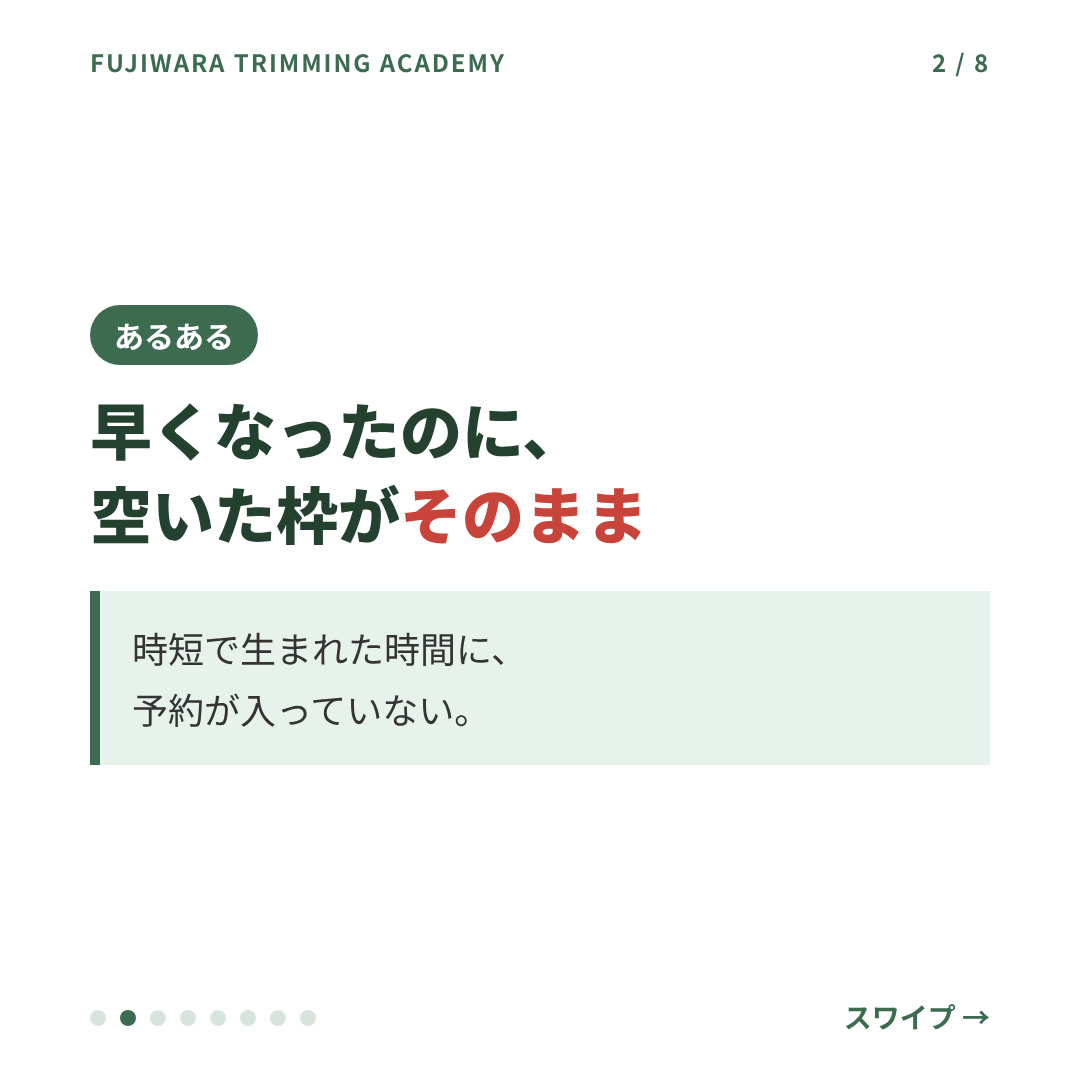 FUJIWARA TRIMMING ACADEMY
2 / 8
あるある
早くなったのに、
空いた枠がそのまま
時短で生まれた時間に、
予約が入っていない。
スワイプ →